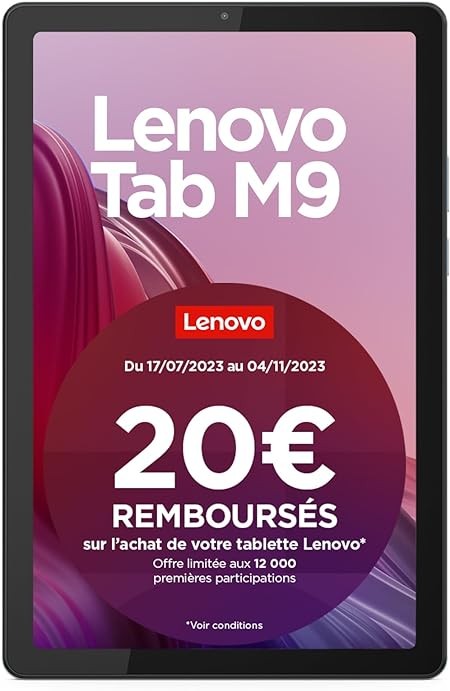 Lenovo
Tab M9
Lenovo
Du 17/07/2023 au 04/11/2023
20€
REMBOURSÉS
sur l'achat de votre tablette Lenovo*
Offre limitée aux 12 000
premières participations
*Voir conditions